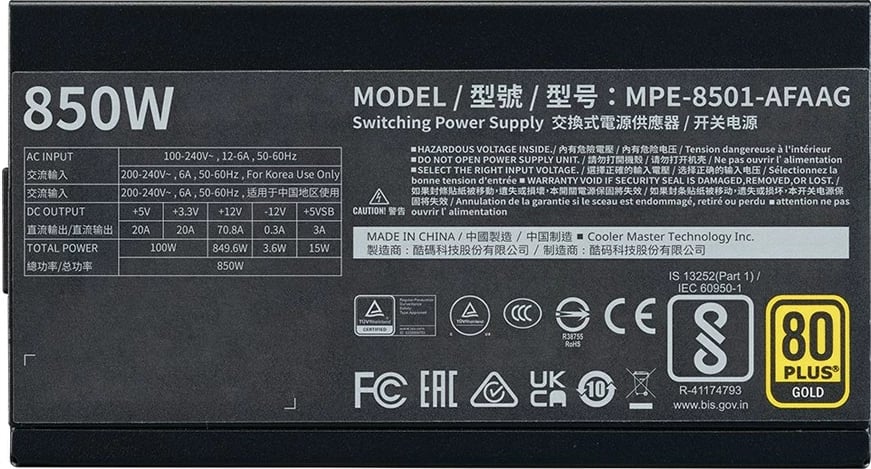 850W
MODEL / 型號 / 型号：MPE-8501-AFAAG
Switching Power Supply 交換式電源供應器 / 开关电源
AC INPUT 100-240V~ , 12-6A , 50-60Hz
交流輸入 200-240V~ , 6A , 50-60Hz , For Korea Use Only
交流输入 200-240V~ , 6A , 50-60Hz , 适用于中国地区使用
DC OUTPUT +5V +3.3V +12V -12V +5VSB
直流輸出/直流输出 20A 20A 70.8A 0.3A 3A
TOTAL POWER 100W 849.6W 3.6W 15W
總功率/总功率 850W
CAUTION! 警告
■HAZARDOUS VOLTAGE INSIDE./ 內有危險電壓 / 内有危险电压 / Tension dangereuse à l'intérieur
■DO NOT OPEN POWER SUPPLY UNIT. / 請勿打開機殼 / 请勿打开机壳 / Ne pas ouvrir l' alimentation
■SELECT THE RIGHT INPUT VOLTAGE. / 選擇正確的輸入電壓 / 选择正确的输入电压 / Sélectionnez la
bonne tension d'entrée ■WARRANTY VOID IF SECURITY SEAL IS DAMAGED,REMOVED,OR LOST. /
如果封條貼紙被移動，遺失或損壞，本開關電源保固將失效 / 如果封条贴纸被移动，遗失或损坏，本开关电源保
固将失效 / Annulation de la garantie si le sceau est endommagé, retiré ou perdu ■attention ne pas
ouvrir l'alimentation
MADE IN CHINA / 中國製造 / 中国制造 ■ Cooler Master Technology Inc.
製造商：酷碼科技股份有限公司 / 制造商：酷码科技股份有限公司
TÜVRheinland
CERTIFIED
Regular Production
Surveillance
Safety
Type Approved
TÜVRheinland
CCC
R38755
RoHS
CE
IS 13252(Part 1) /
IEC 60950-1
R-41174793
www.bis.gov.in
80
PLUS®
GOLD
FC
EAC
UK
CA
10